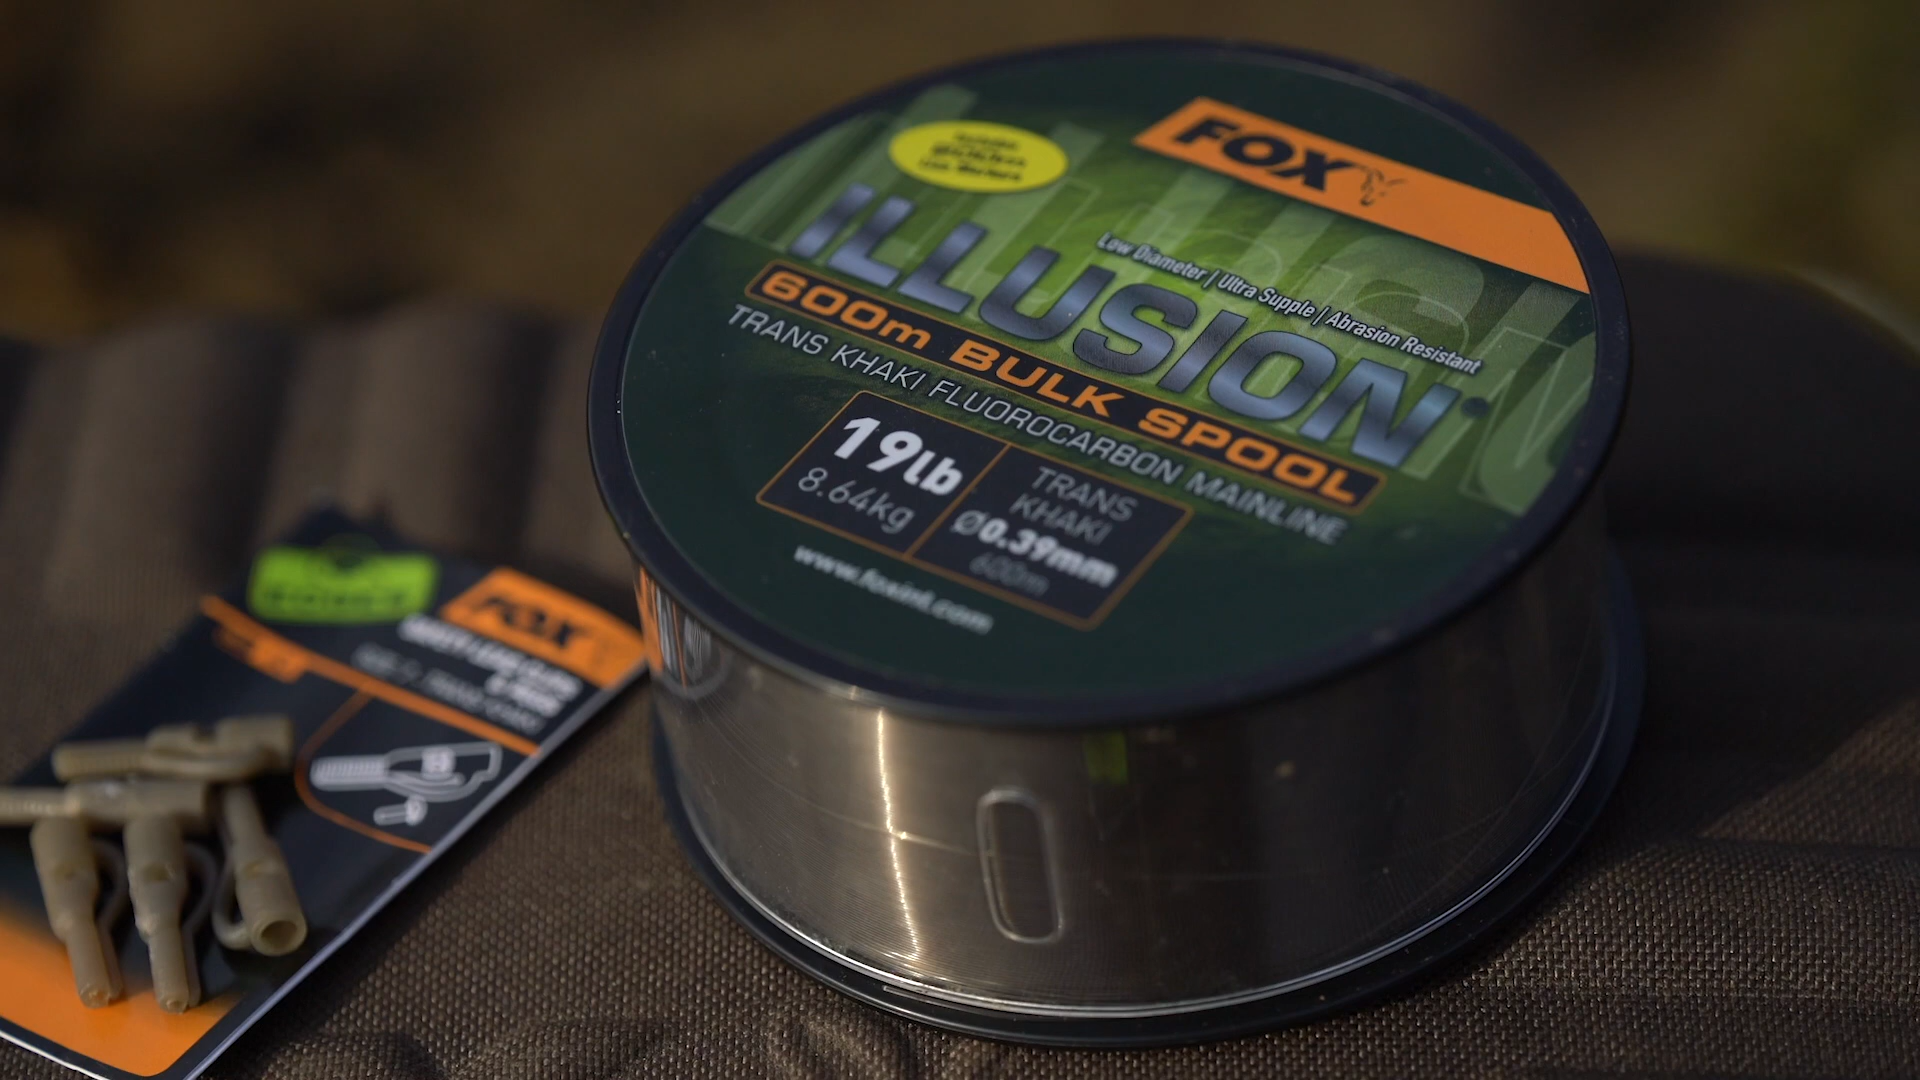 FOX
ILLUSION
Low Diameter | Ultra Supple | Abrasion Resistant
600m BULK SPOOL
TRANS KHAKI FLUOROCARBON MAINLINE
19lb
8.64kg
TRANS
KHAKI
Ø0.39mm
600m
www.foxint.com
FOX